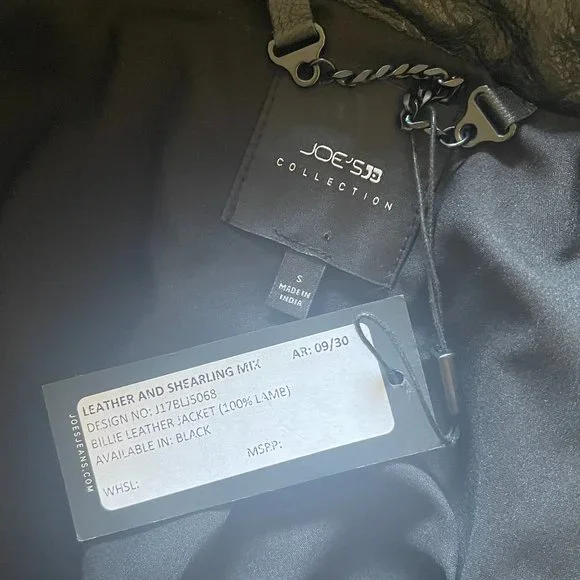 JOE'S
COLLECTION
S
MADE IN
INDIA
LEATHER AND SHEARLING MIX AR: 09/30
DESIGN NO: J17BLJ5068
BILLIE LEATHER JACKET (100% LAMB)
AVAILABLE IN: BLACK
WHSL: MSRP:
JOESJEANS.COM